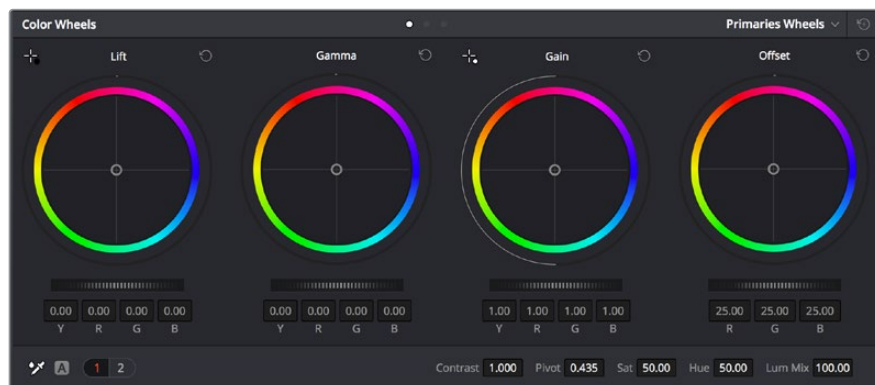 Color Wheels Primaries Wheels
Lift Gamma Gain Offset
0.00 0.00 0.00 0.00 0.00 0.00 0.00 0.00 1.00 1.00 1.00 1.00 25.00 25.00 25.00
Y R G B Y R G B Y R G B R G B
A 1 2 Contrast 1.000 Pivot 0.435 Sat 50.00 Hue 50.00 Lum Mix 100.00